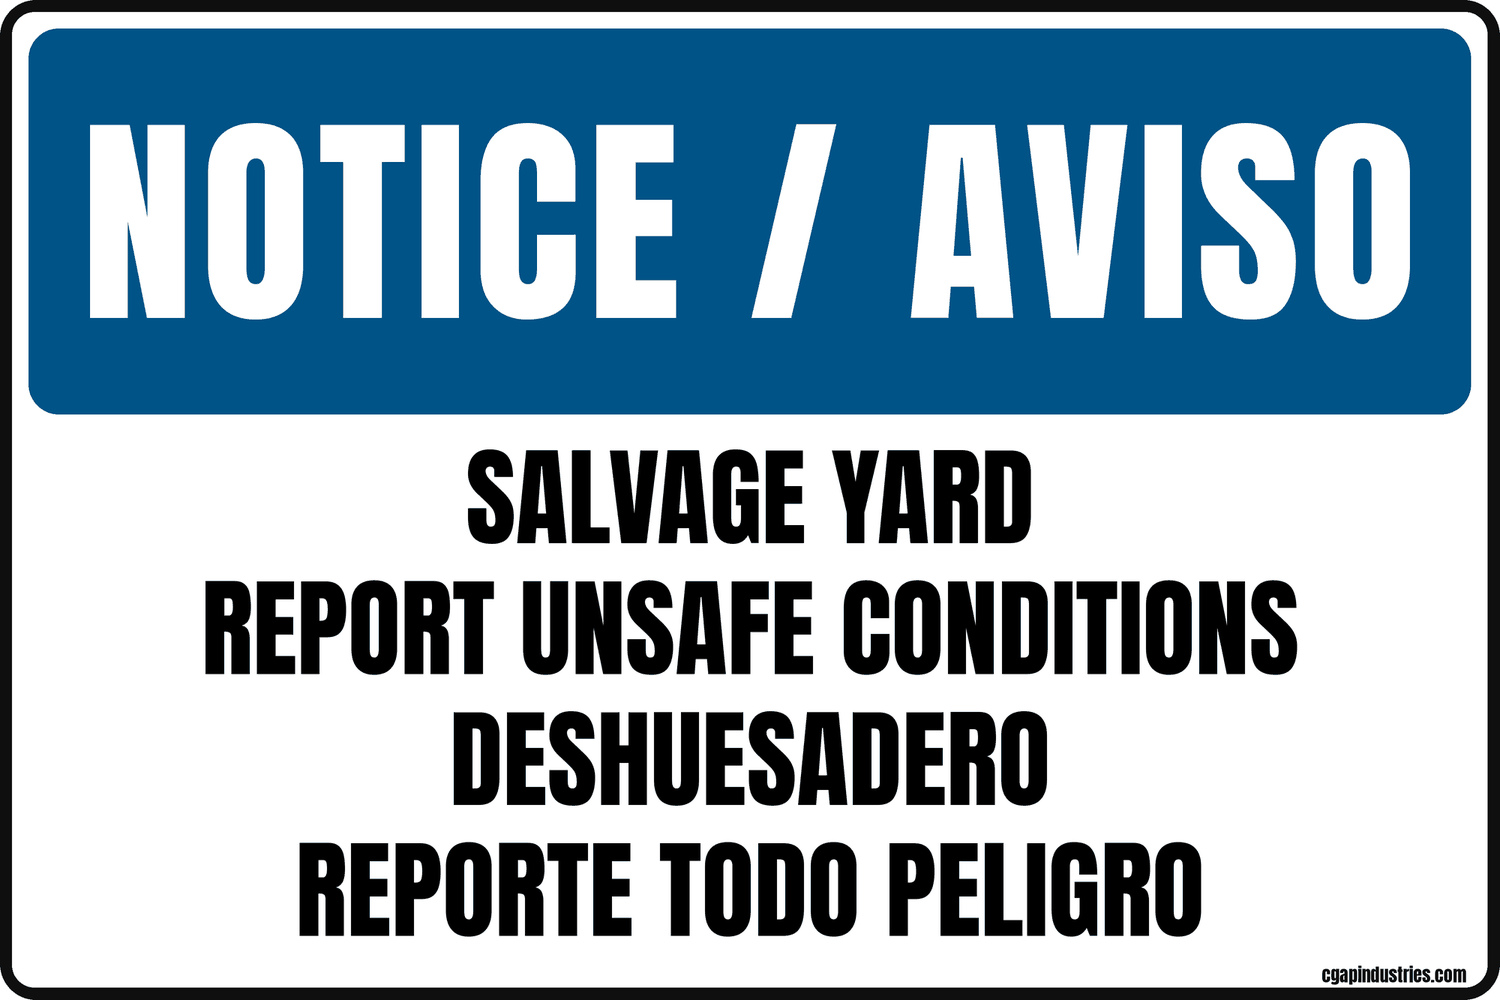 NOTICE / AVISO
SALVAGE YARD
REPORT UNSAFE CONDITIONS
DESHUESADERO
REPORTE TODO PELIGRO
cgapindustries.com